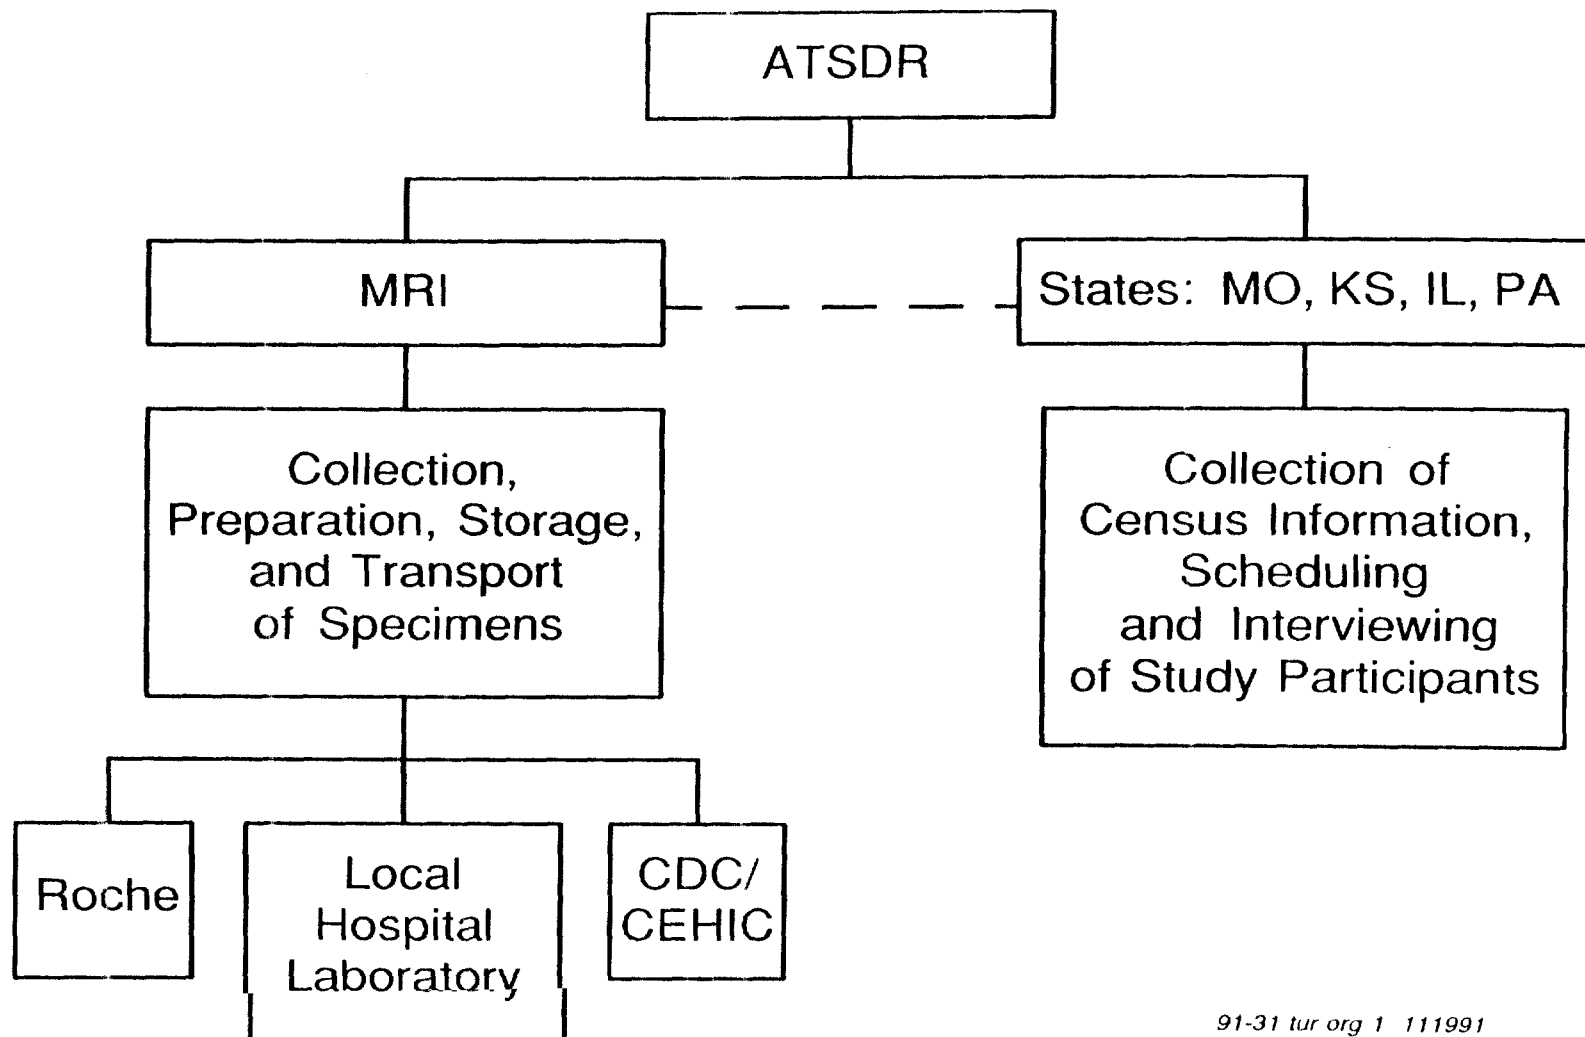 ATSDR
MRI
States: MO, KS, IL, PA
Collection,
Preparation, Storage,
and Transport
of Specimens
Collection of
Census Information,
Scheduling
and Interviewing
of Study Participants
Roche
Local
Hospital
Laboratory
CDC/
CEHIC
91-31 tur org 1 111991